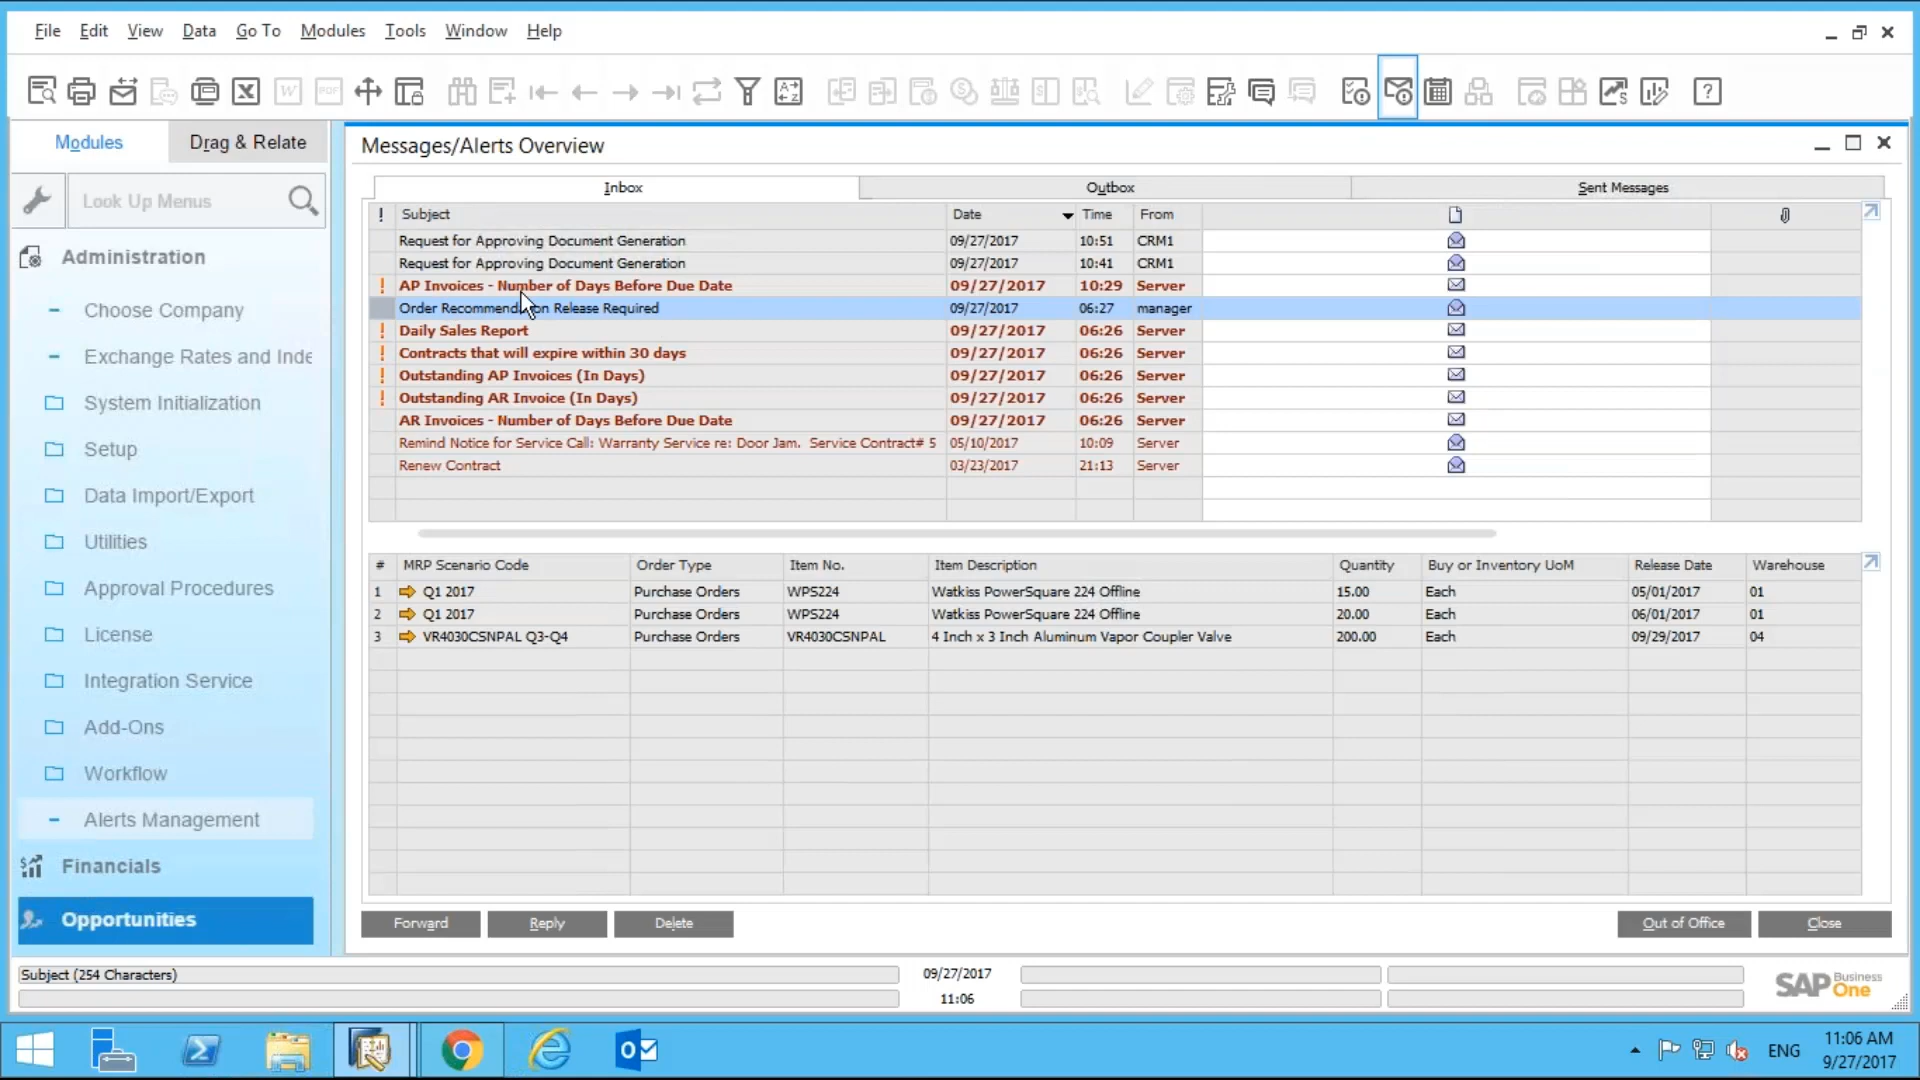 File Edit View Data Go To Modules Tools Window Help
Modules Drag & Relate
Look Up Menus
Administration
Choose Company
Exchange Rates and Inde
System Initialization
Setup
Data Import/Export
Utilities
Approval Procedures
License
Integration Service
Add-Ons
Workflow
Alerts Management
Financials
Opportunities
Messages/Alerts Overview
Inbox Outbox Sent Messages
! Subject Date Time From
Request for Approving Document Generation 09/27/2017 10:51 CRM1
Request for Approving Document Generation 09/27/2017 10:41 CRM1
! AP Invoices - Number of Days Before Due Date 09/27/2017 10:29 Server
Order Recommendation Release Required 09/27/2017 06:27 manager
! Daily Sales Report 09/27/2017 06:26 Server
! Contracts that will expire within 30 days 09/27/2017 06:26 Server
! Outstanding AP Invoices (In Days) 09/27/2017 06:26 Server
! Outstanding AR Invoice (In Days) 09/27/2017 06:26 Server
AR Invoices - Number of Days Before Due Date 09/27/2017 06:26 Server
Remind Notice for Service Call: Warranty Service re: Door Jam. Service Contract# 5 05/10/2017 10:09 Server
Renew Contract 03/23/2017 21:13 Server
# MRP Scenario Code Order Type Item No. Item Description Quantity Buy or Inventory UoM Release Date Warehouse
1 Q1 2017 Purchase Orders WPS224 Watkiss PowerSquare 224 Offline 15.00 Each 05/01/2017 01
2 Q1 2017 Purchase Orders WPS224 Watkiss PowerSquare 224 Offline 20.00 Each 06/01/2017 01
3 VR4030CSNPAL Q3-Q4 Purchase Orders VR4030CSNPAL 4 Inch x 3 Inch Aluminum Vapor Coupler Valve 200.00 Each 09/29/2017 04
Forward Reply Delete Out of Office Close
Subject (254 Characters) 09/27/2017
11:06
SAP Business One
ENG 11:06 AM
9/27/2017